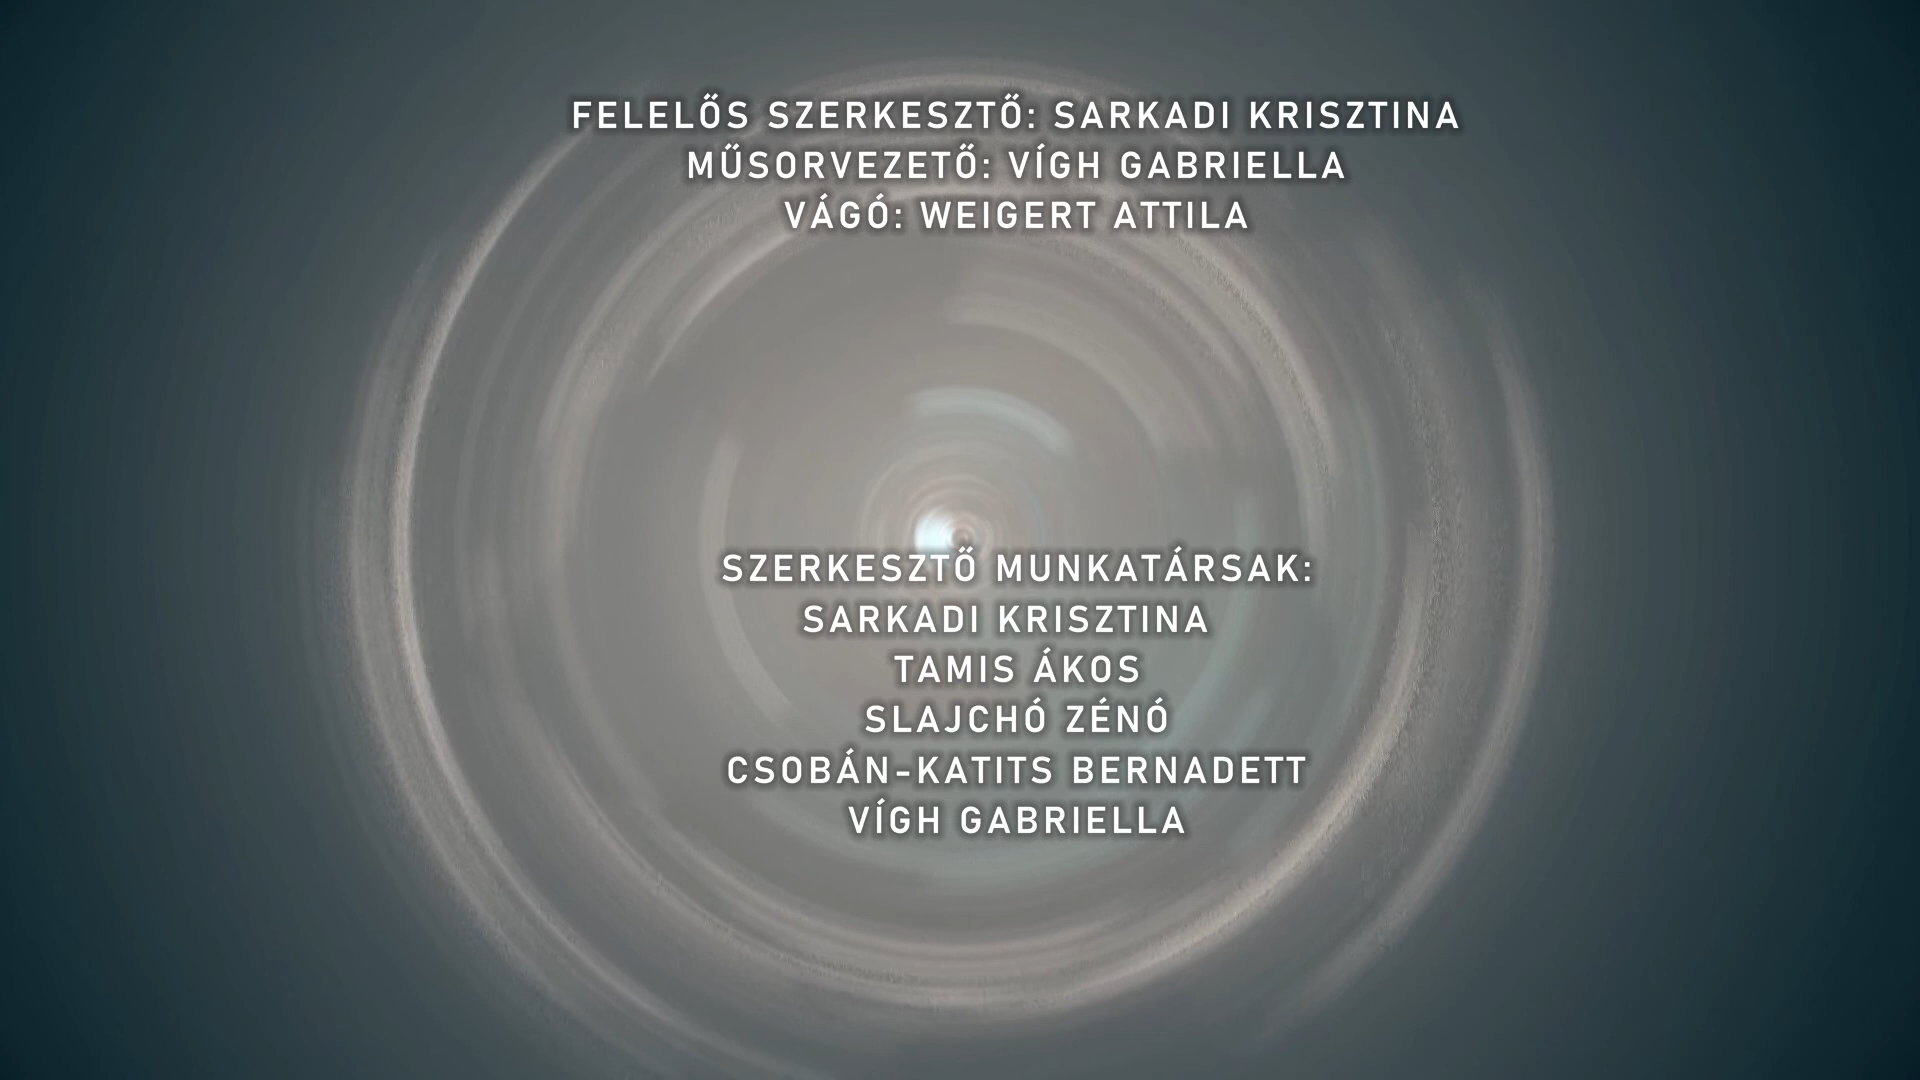 FELELŐS SZERKESZTŐ: SARKADI KRISZTINA
MŰSORVEZETŐ: VÍGH GABRIELLA
VÁGÓ: WEIGERT ATTILA
SZERKESZTŐ MUNKATÁRSAK:
SARKADI KRISZTINA
TAMIS ÁKOS
SLAJCHÓ ZÉNÓ
CSOBÁN-KATITS BERNADETT
VÍGH GABRIELLA